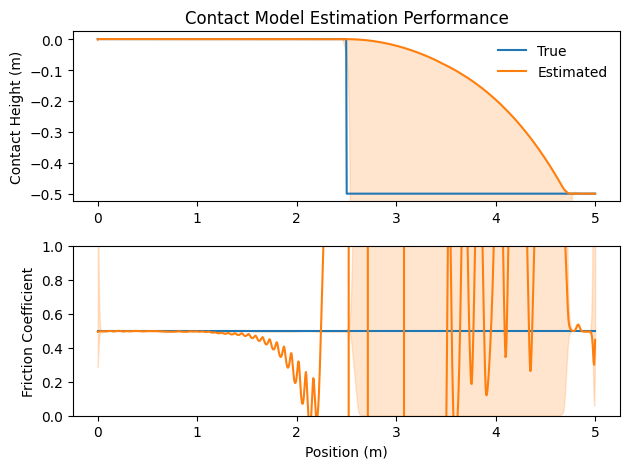 Contact Model Estimation Performance
Contact Height (m)
0.0
−0.1
−0.2
−0.3
−0.4
−0.5
True
Estimated
0 1 2 3 4 5
Friction Coefficient
1.0
0.8
0.6
0.4
0.2
0.0
0 1 2 3 4 5
Position (m)